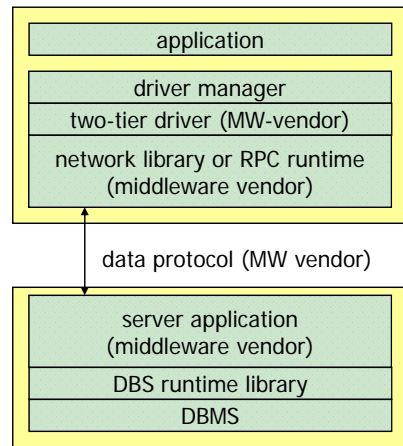 application
driver manager
two-tier driver (MW-vendor)
network library or RPC runtime
(middleware vendor)
data protocol (MW vendor)
server application
(middleware vendor)
DBS runtime library
DBMS